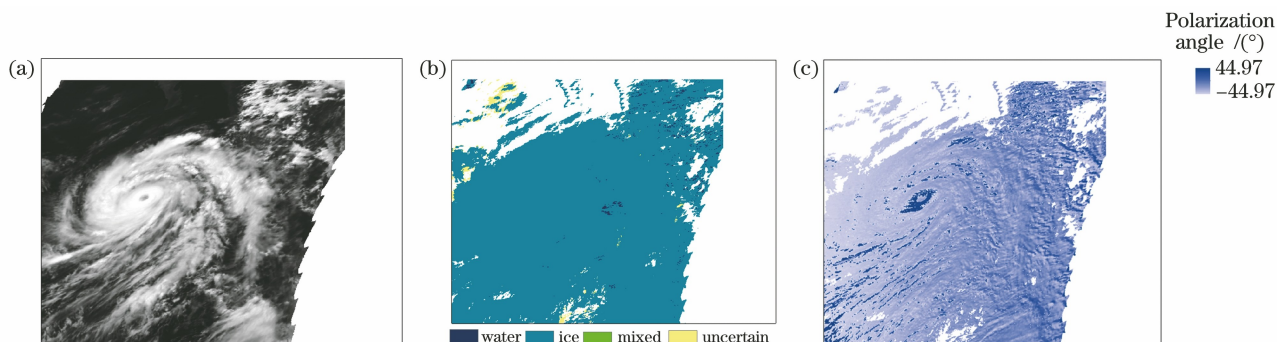 Polarization
angle /(°)
(a)
(b)
(c)
44.97
−44.97
water ice mixed uncertain